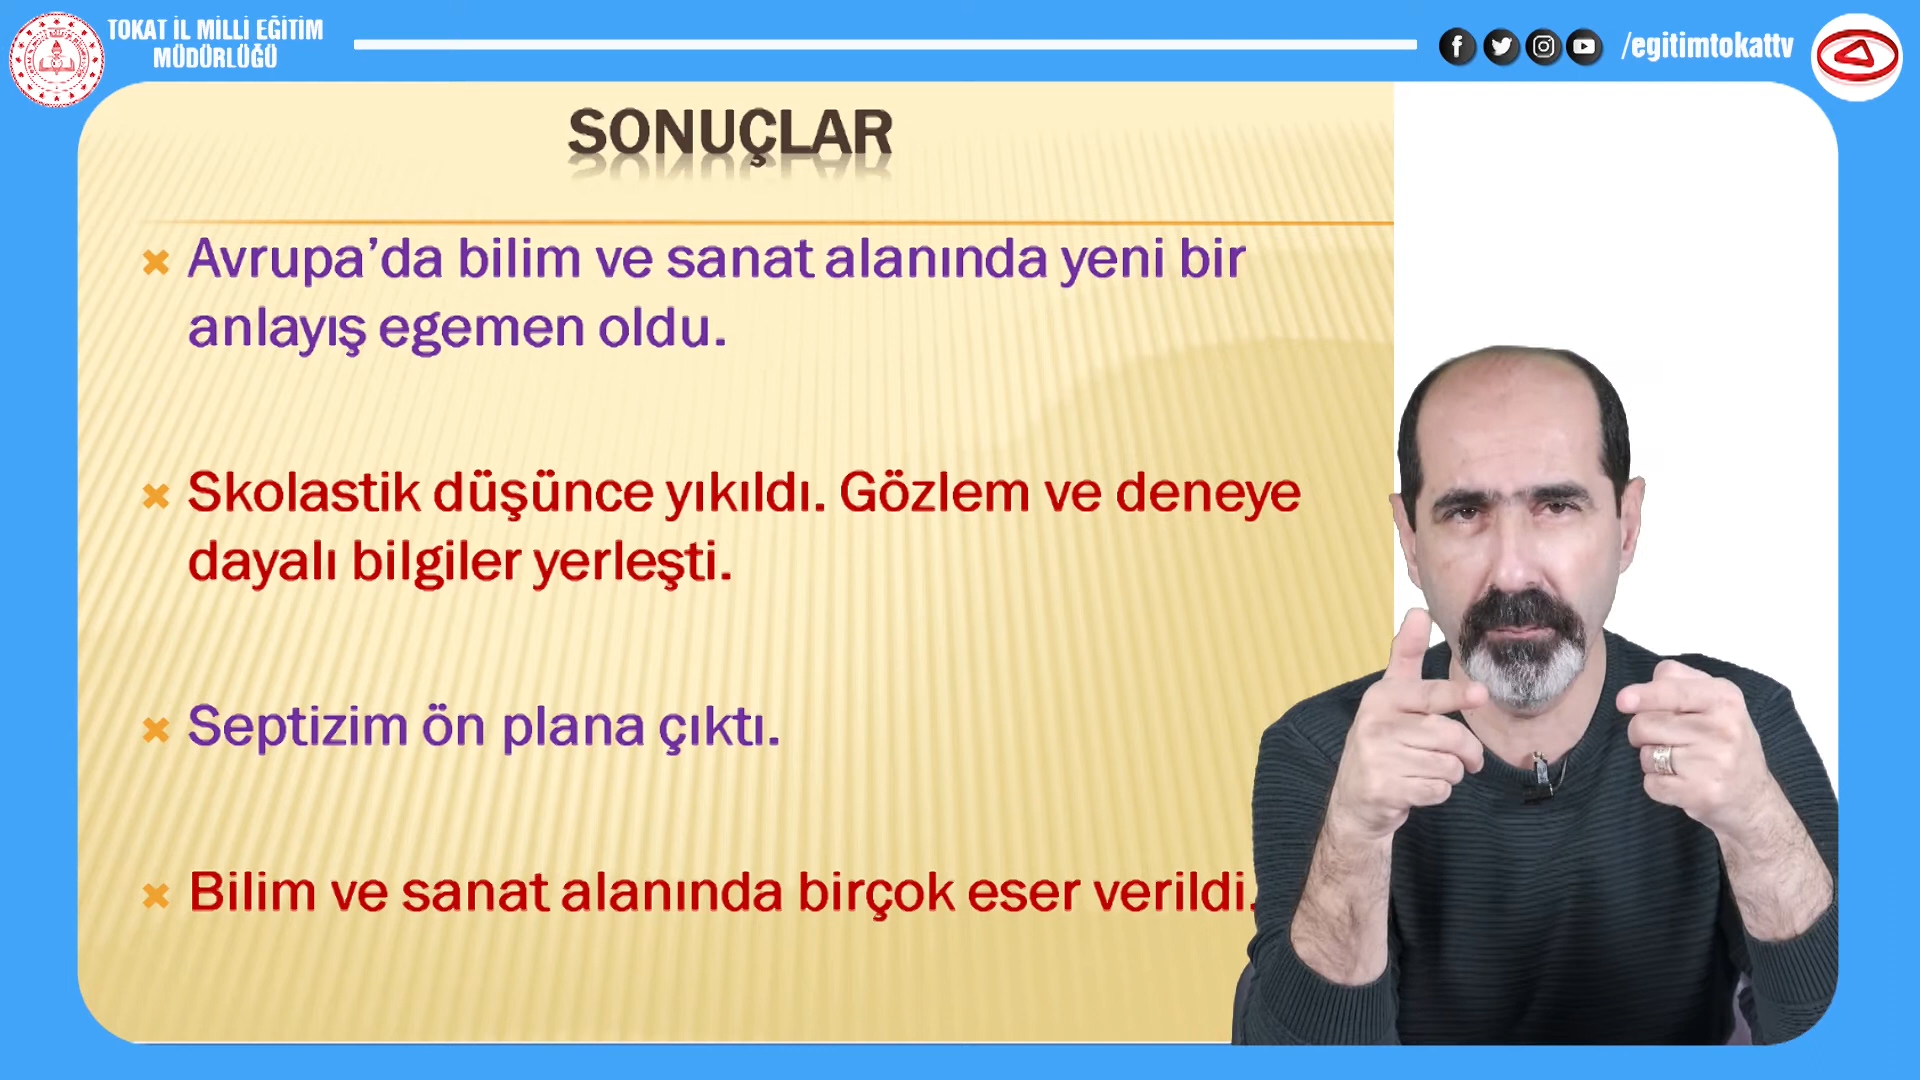 TOKAT İL MİLLİ EĞİTİM
MÜDÜRLÜĞÜ
/egitimtokattv
SONUÇLAR
Avrupa’da bilim ve sanat alanında yeni bir
anlayış egemen oldu.
Skolastik düşünce yıkıldı. Gözlem ve deneye
dayalı bilgiler yerleşti.
Septizim ön plana çıktı.
Bilim ve sanat alanında birçok eser verildi.